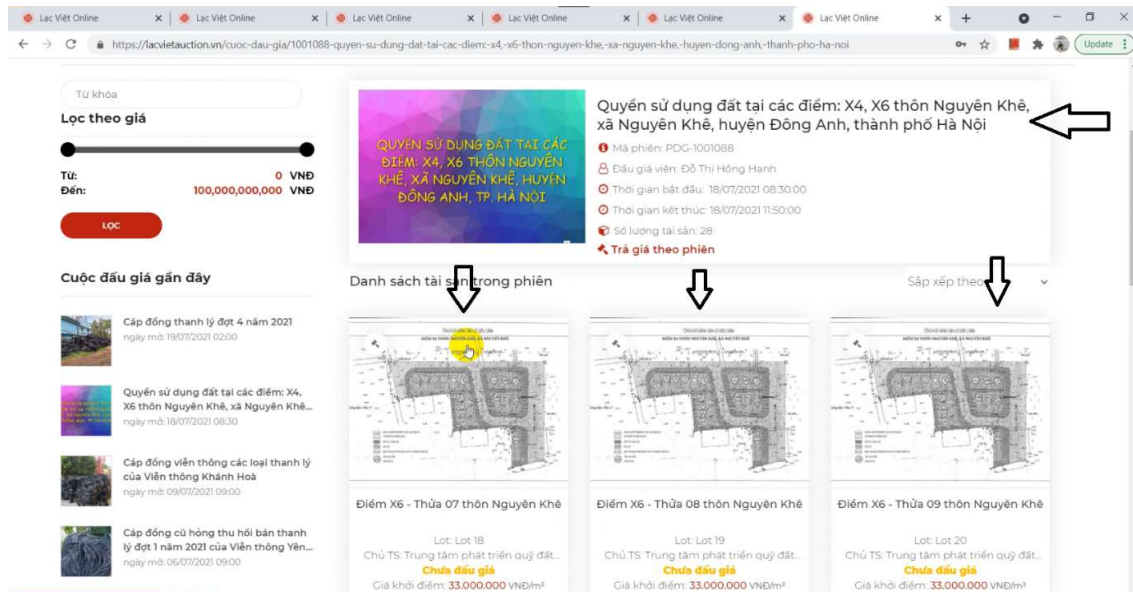 Lạc Việt Online
Lạc Việt Online
Lạc Việt Online
Lạc Việt Online
Lạc Việt Online
Lạc Việt Online
https://lacvietauction.vn/cuoc-dau-gia/1001088-quyen-su-dung-dat-tai-cac-diem:-x4,-x6-thon-nguyen-khe,-xa-nguyen-khe,-huyen-dong-anh,-thanh-pho-ha-noi
Update
Từ khóa
Lọc theo giá
Từ: 0 VNĐ
Đến: 100,000,000,000 VNĐ
LỌC
Cuộc đấu giá gần đây
Cáp đồng thanh lý đợt 4 năm 2021
ngày mở: 19/07/2021 02:00
Quyền sử dụng đất tại các điểm: X4,
X6 thôn Nguyên Khê, xã Nguyên Khê...
ngày mở: 18/07/2021 08:30
Cáp đồng viễn thông các loại thanh lý
của Viễn thông Khánh Hoà
ngày mở: 09/07/2021 09:00
Cáp đồng cũ hỏng thu hồi bán thanh
lý đợt 1 năm 2021 của Viễn thông Yên...
ngày mở: 06/07/2021 09:00
QUYỀN SỬ DỤNG ĐẤT TẠI CÁC
ĐIỂM: X4, X6 THÔN NGUYÊN
KHÊ, XÃ NGUYÊN KHÊ, HUYỆN
ĐÔNG ANH, TP. HÀ NỘI
Quyền sử dụng đất tại các điểm: X4, X6 thôn Nguyên Khê,
xã Nguyên Khê, huyện Đông Anh, thành phố Hà Nội
Mã phiên: PDG-1001088
Đấu giá viên: Đỗ Thị Hồng Hạnh
Thời gian bắt đầu: 18/07/2021 08:30:00
Thời gian kết thúc: 18/07/2021 11:50:00
Số lượng tài sản: 28
Trả giá theo phiên
Danh sách tài sản trong phiên
Sắp xếp theo
Điểm X6 - Thửa 07 thôn Nguyên Khê
Lot: Lot 18
Chủ TS: Trung tâm phát triển quỹ đất...
Chưa đấu giá
Giá khởi điểm: 33.000.000 VNĐ/m²
Điểm X6 - Thửa 08 thôn Nguyên Khê
Lot: Lot 19
Chủ TS: Trung tâm phát triển quỹ đất...
Chưa đấu giá
Giá khởi điểm: 33.000.000 VNĐ/m²
Điểm X6 - Thửa 09 thôn Nguyên Khê
Lot: Lot 20
Chủ TS: Trung tâm phát triển quỹ đất...
Chưa đấu giá
Giá khởi điểm: 33.000.000 VNĐ/m²